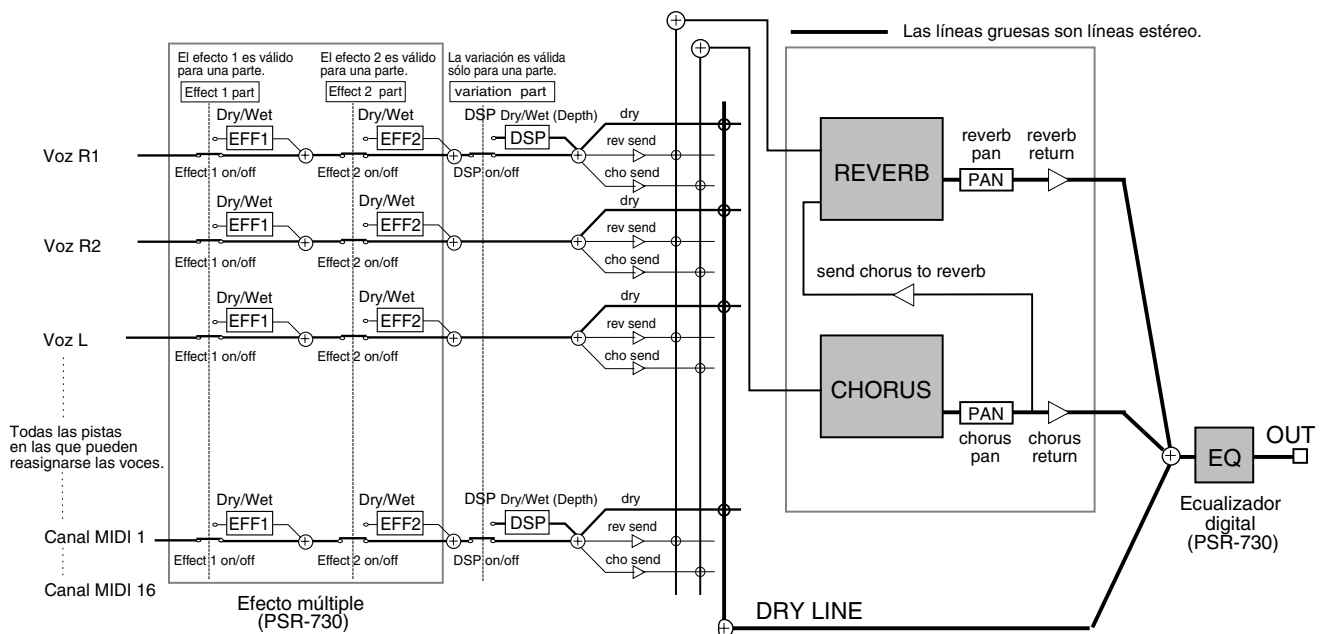 Las líneas gruesas son líneas estéreo.
El efecto 1 es válido
para una parte.
El efecto 2 es válido
para una parte.
La variación es válida
sólo para una parte.
Effect 1 part
Effect 2 part
variation part
Dry/Wet
Dry/Wet
DSP Dry/Wet (Depth)
dry
EFF1
EFF2
DSP
rev send
Voz R1
cho send
Effect 1 on/off
Effect 2 on/off
DSP on/off
Dry/Wet
Dry/Wet
dry
EFF1
EFF2
rev send
Voz R2
cho send
Effect 1 on/off
Effect 2 on/off
Dry/Wet
Dry/Wet
dry
EFF1
EFF2
rev send
Voz L
cho send
Effect 1 on/off
Effect 2 on/off
Todas las pistas
en las que pueden
reasignarse las voces.
Dry/Wet
Dry/Wet
DSP Dry/Wet (Depth)
dry
EFF1
EFF2
DSP
rev send
Canal MIDI 1
cho send
Effect 1 on/off
Effect 2 on/off
DSP on/off
Canal MIDI 16
Efecto múltiple
(PSR-730)
REVERB
reverb
pan
reverb
return
PAN
send chorus to reverb
CHORUS
PAN
chorus
pan
chorus
return
DRY LINE
EQ
OUT
Ecualizador
digital
(PSR-730)